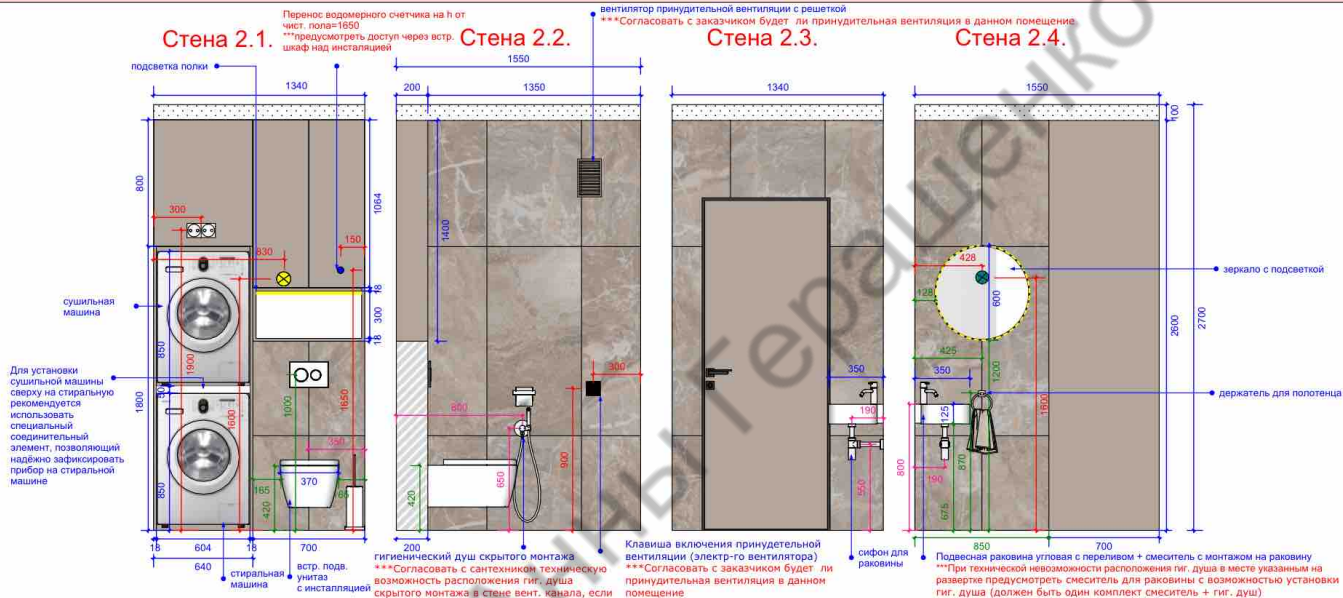 Перенос водомерного счетчика на h от
чист. пола=1650
***предусмотреть доступ через встр.
шкаф над инсталяцией
вентилятор принудительной вентиляции с решеткой
***Согласовать с заказчиком будет ли принудительная вентиляция в данном помещение
Стена 2.1.
Стена 2.2.
Стена 2.3.
Стена 2.4.
подсветка полки
1340
1550
200
1350
1340
1550
100
800
300
830
150
1064
18
300
18
1400
428
128
600
425
350
1200
2600
2700
зеркало с подсветкой
сушильная
машина
850
1900
1600
1800
50
1000
1650
350
Для установки
сушильной машины
сверху на стиральную
рекомендуется
использовать
специальный
соединительный
элемент, позволяющий
надёжно зафиксировать
прибор на стиральной
машине
850
165
370
65
420
18
604
18
700
640
стиральная
машина
встр. подв.
унитаз
с инсталляцией
800
300
650
900
420
200
350
190
550
держатель для полотенца
125
1600
800
190
870
675
850
700
гигиенический душ скрытого монтажа
***Согласовать с сантехником техническую
возможность расположения гиг. душа
скрытого монтажа в стене вент. канала, если
Клавиша включения принудетельной
вентиляции (электр-го вентилятора)
***Согласовать с заказчиком будет ли
принудительная вентиляция в данном
помещение
сифон для
раковины
Подвесная раковина угловая с переливом + смеситель с монтажом на раковину
***При технической невозможности расположения гиг. душа в месте указанным на
развертке предусмотреть смеситель для раковины с возможностью установки
гиг. душа (должен быть один комплект смеситель + гиг. душ)
Геращенко